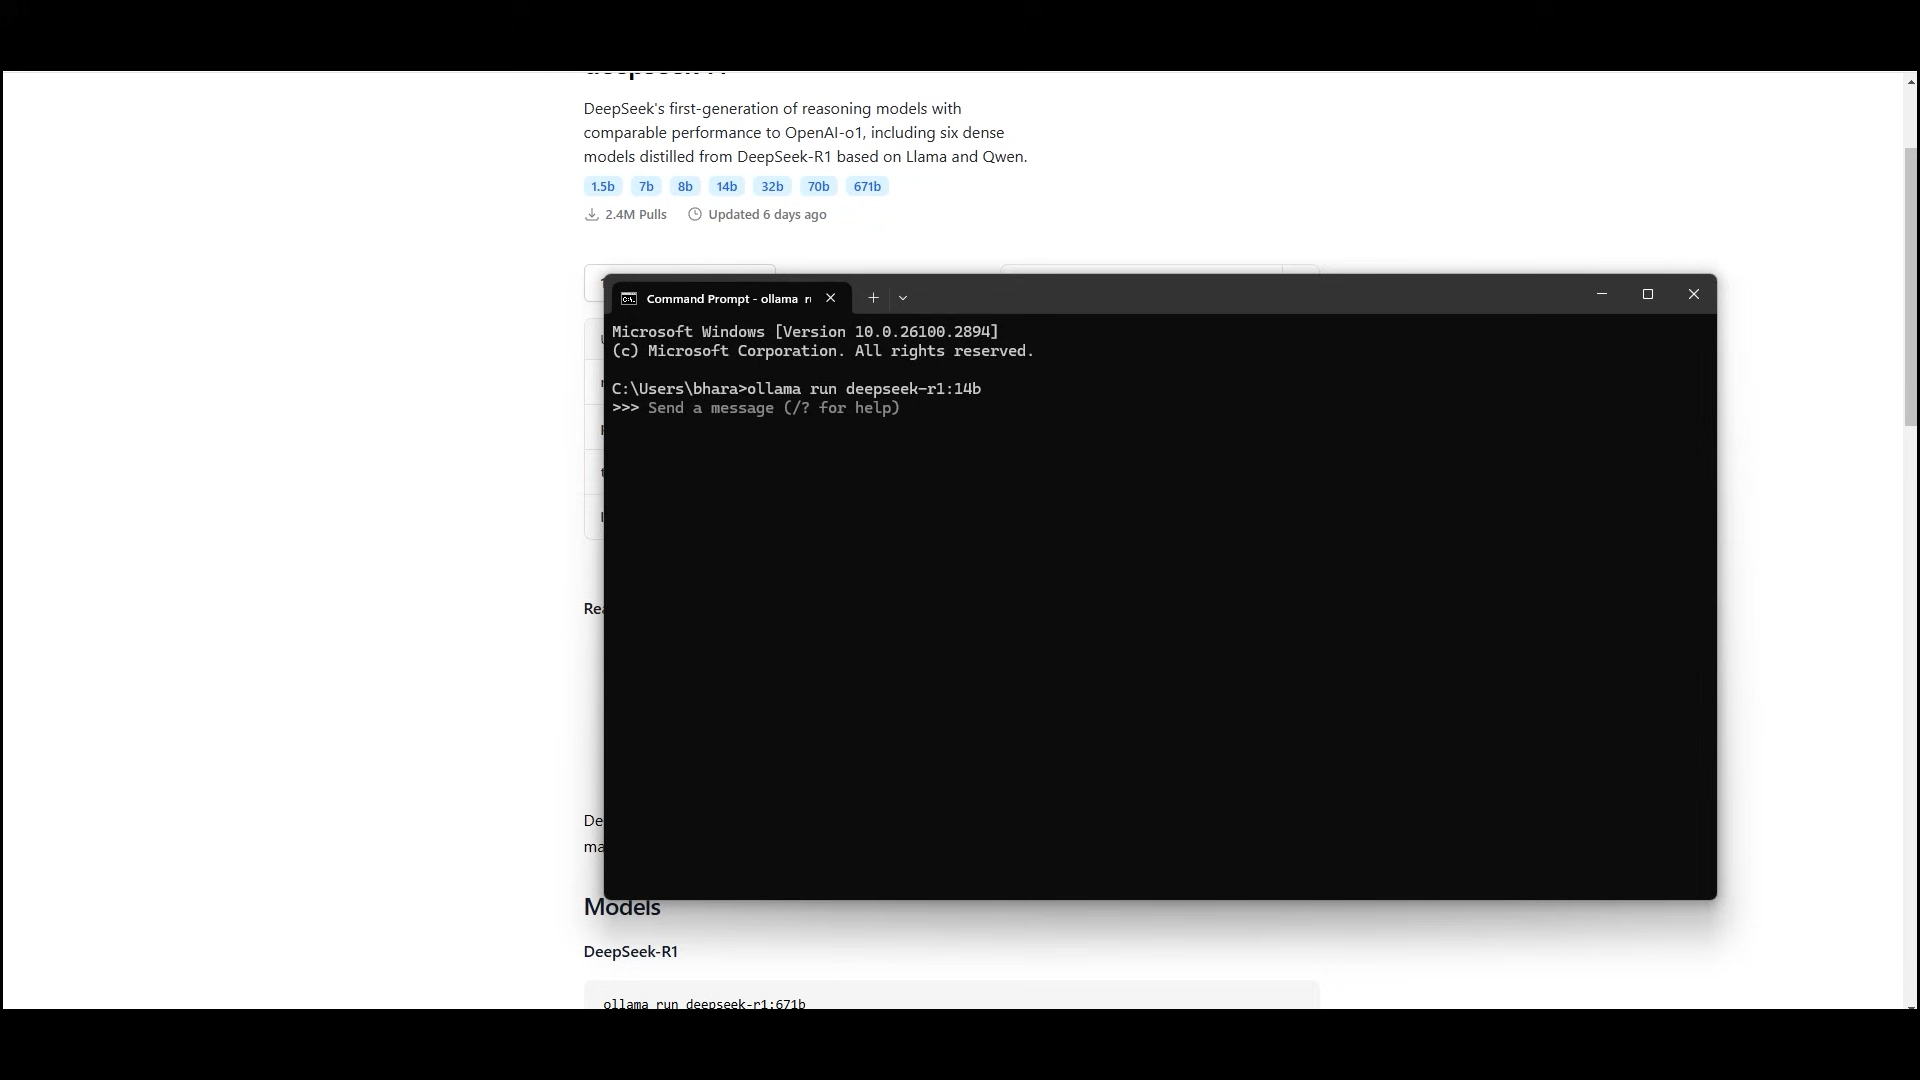 DeepSeek's first-generation of reasoning models with
comparable performance to OpenAI-o1, including six dense
models distilled from DeepSeek-R1 based on Llama and Qwen.
1.5b 7b 8b 14b 32b 70b 671b
2.4M Pulls Updated 6 days ago
Command Prompt - ollama
Microsoft Windows [Version 10.0.26100.2894]
(c) Microsoft Corporation. All rights reserved.
C:\Users\bhara>ollama run deepseek-r1:14b
>>> Send a message (/? for help)
Models
DeepSeek-R1
ollama run deepseek-r1:671b